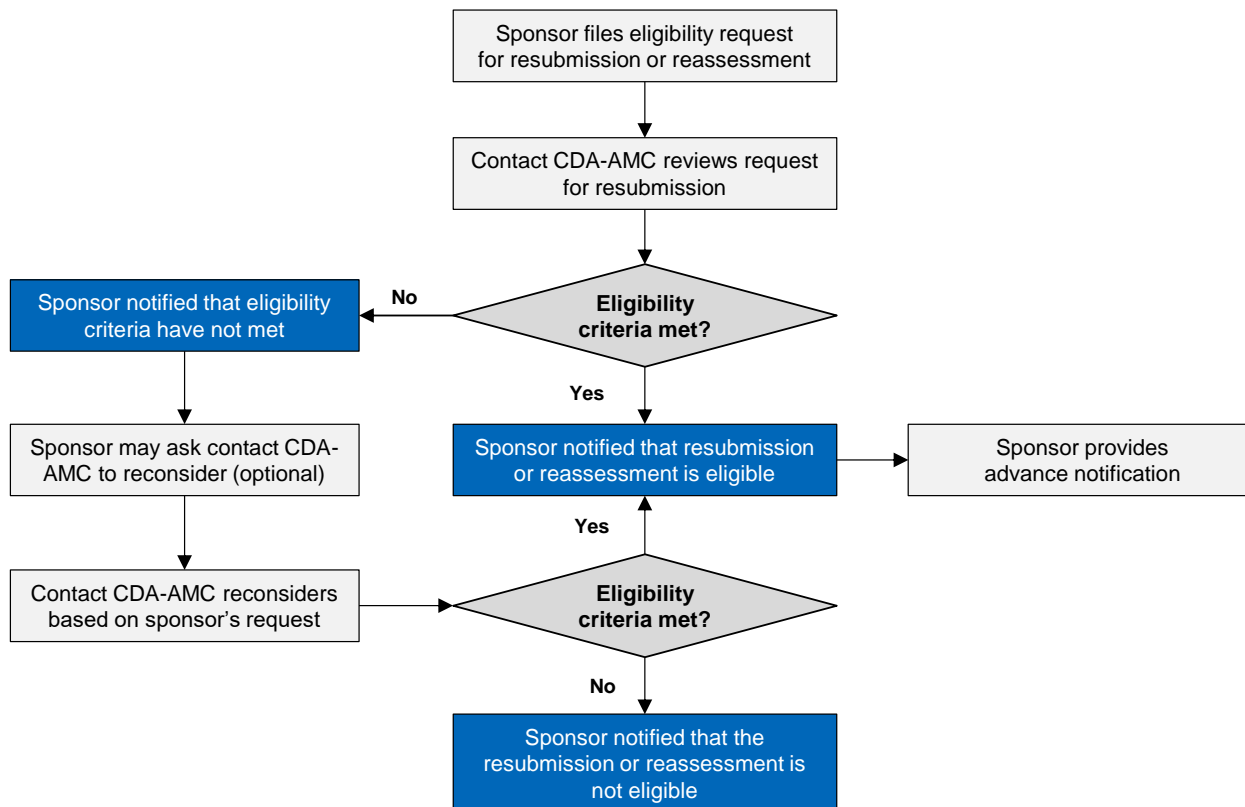 Sponsor files eligibility request
for resubmission or reassessment
Contact CDA-AMC reviews request
for resubmission
Eligibility
criteria met?
No
Sponsor notified that eligibility
criteria have not met
Yes
Sponsor may ask contact CDA-
AMC to reconsider (optional)
Sponsor notified that resubmission
or reassessment is eligible
Sponsor provides
advance notification
Yes
Contact CDA-AMC reconsiders
based on sponsor’s request
Eligibility
criteria met?
No
Sponsor notified that the
resubmission or reassessment is
not eligible